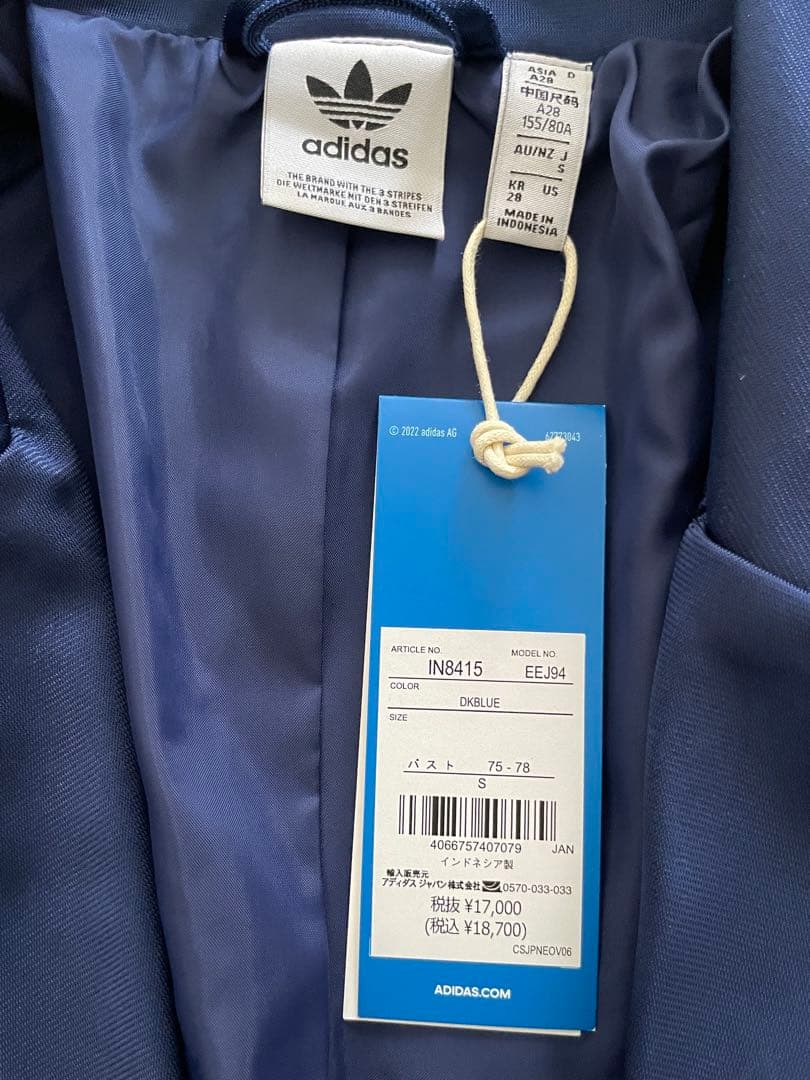 adidas
THE BRAND WITH THE 3 STRIPES
DIE WELTMARKE MIT DEN 3 STREIFEN
LA MARQUE AUX 3 BANDES
ASIA D
A28
中国尺码
A28
155/80A
AU/NZ J
S
KR US
28
MADE IN
INDONESIA
© 2022 adidas AG
ARTICLE NO. MODEL NO.
IN8415 EEJ94
COLOR
DKBLUE
SIZE
バスト 75 - 78
S
4066757407079 JAN
インドネシア製
輸入販売元
アディダス ジャパン株式会社 0570-033-033
税抜 ¥17,000
(税込 ¥18,700)
CSJPNEOV06
ADIDAS.COM